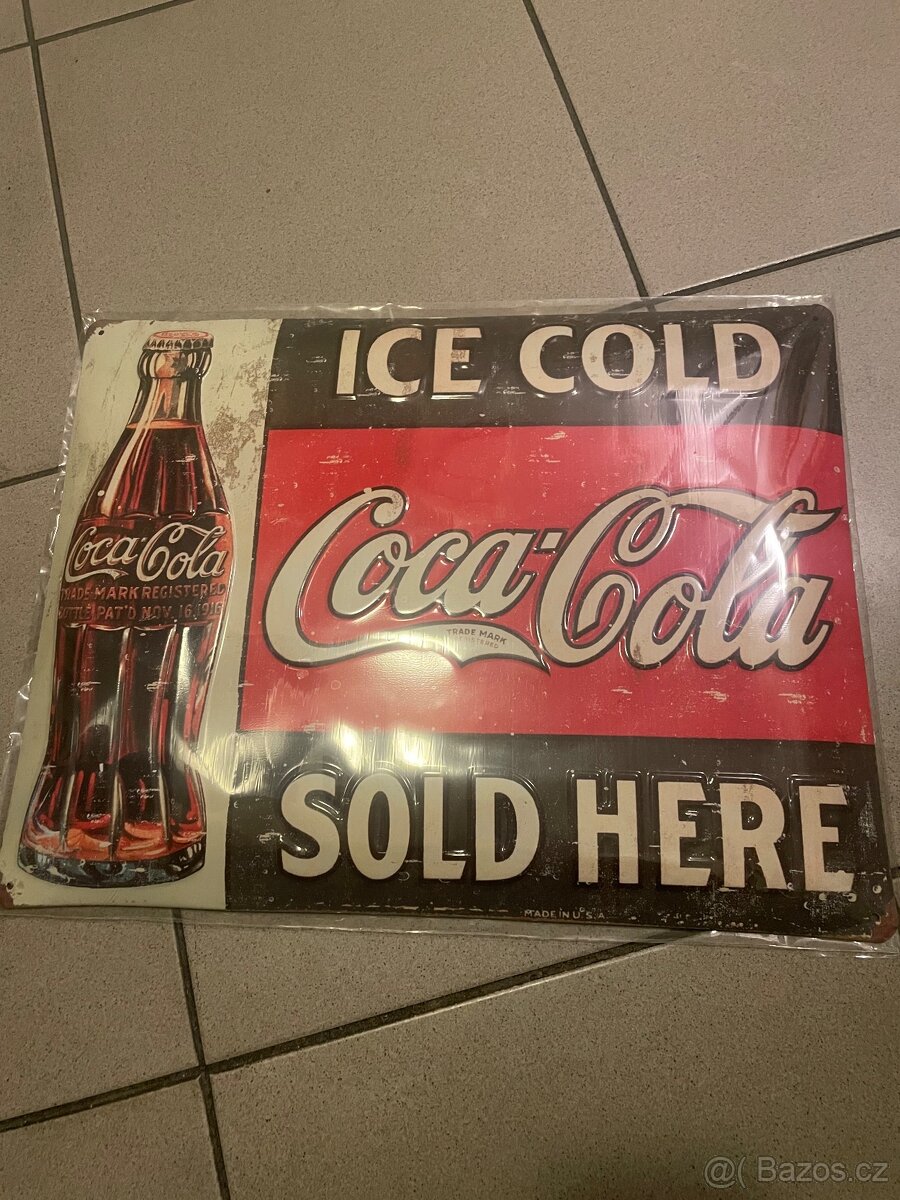 ICE COLD
Coca-Cola
TRADE MARK REGISTERED
BOTTLE PAT'D NOV. 16, 1915
Coca-Cola
TRADE MARK
REGISTERED
SOLD HERE
MADE IN U.S.A.
@( Bazos.cz